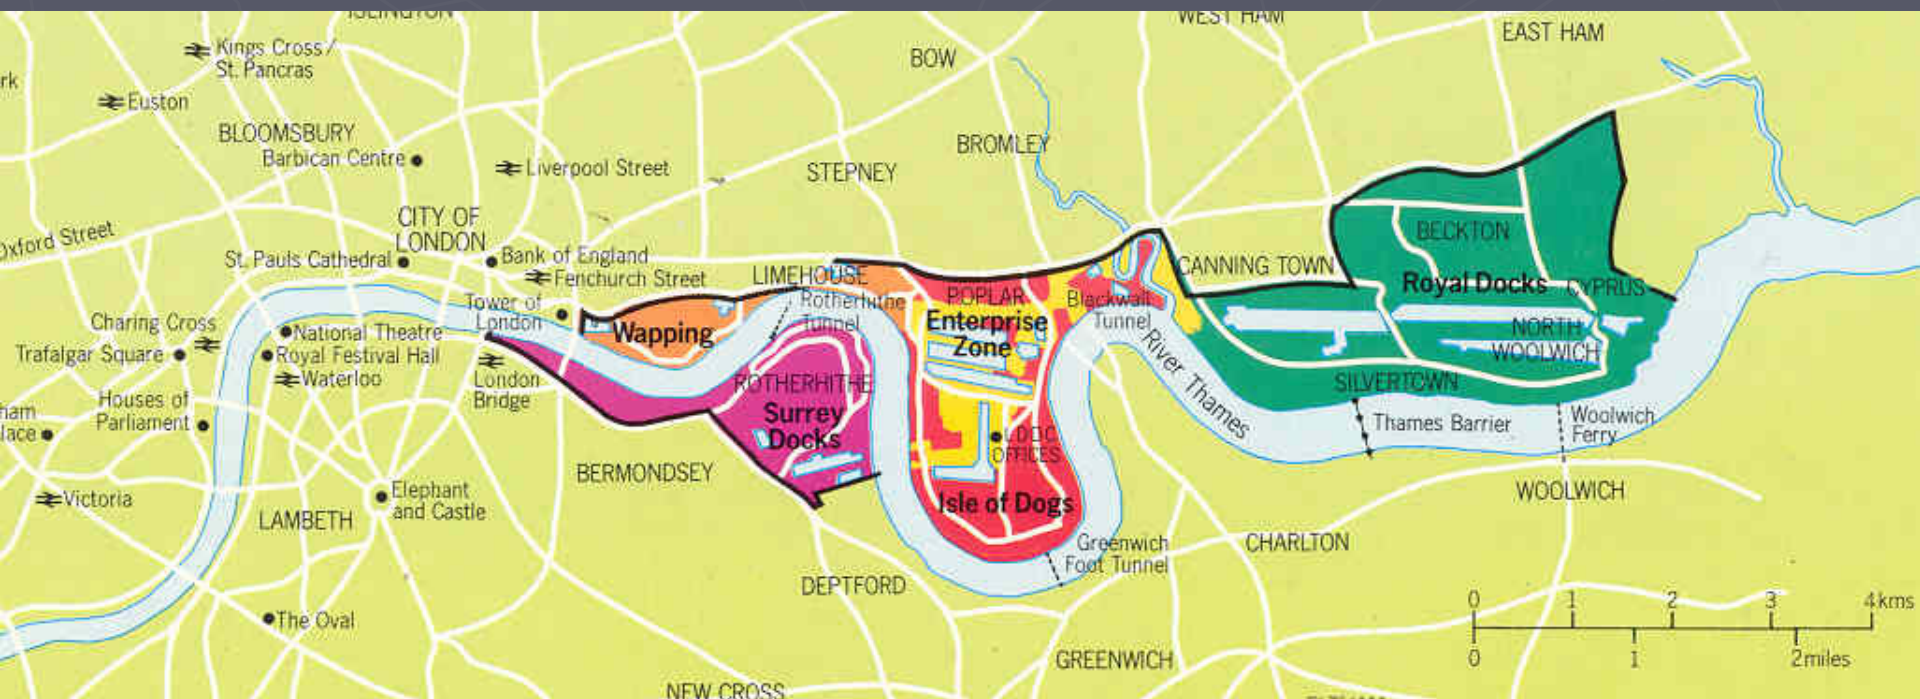 ISLINGTON
WEST HAM
EAST HAM
Kings Cross/
St. Pancras
BOW
rk
Euston
BLOOMSBURY
Barbican Centre
Liverpool Street
STEPNEY
BROMLEY
CITY OF
LONDON
Oxford Street
St. Pauls Cathedral
Bank of England
Fenchurch Street
LIMEHOUSE
CANNING TOWN
BECKTON
Royal Docks
CYPRUS
Tower of
London
Rotherhithe
Tunnel
POPLAR
Blackwall
Tunnel
Enterprise
Zone
Wapping
NORTH
WOOLWICH
Charing Cross
National Theatre
Trafalgar Square
Royal Festival Hall
Waterloo
London
Bridge
ROTHERHITHE
Surrey
Docks
River Thames
SILVERTOWN
Houses of
Parliament
ham
lace
Thames Barrier
Woolwich
Ferry
LDDC
OFFICES
BERMONDSEY
Victoria
Elephant
and Castle
LAMBETH
Isle of Dogs
WOOLWICH
Greenwich
Foot Tunnel
CHARLTON
DEPTFORD
The Oval
GREENWICH
NEW CROSS
0 1 2 3 4kms
0 1 2miles